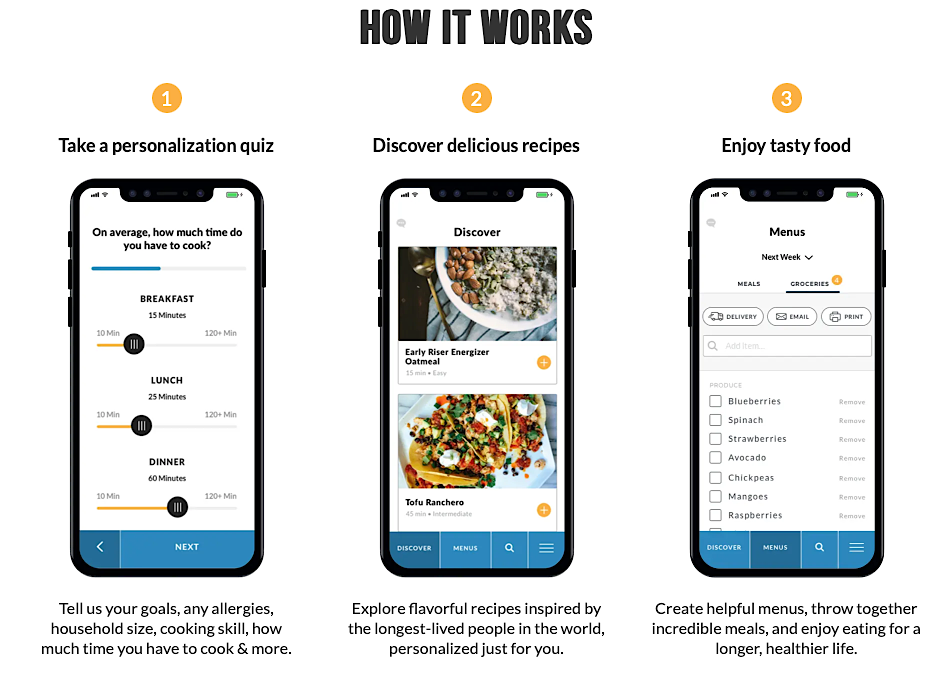 HOW IT WORKS
1
Take a personalization quiz
On average, how much time do
you have to cook?
BREAKFAST
15 Minutes
10 Min 120+ Min
LUNCH
25 Minutes
10 Min 120+ Min
DINNER
60 Minutes
10 Min 120+ Min
NEXT
Tell us your goals, any allergies,
household size, cooking skill, how
much time you have to cook & more.
2
Discover delicious recipes
Discover
Early Riser Energizer
Oatmeal
15 min • Easy
Tofu Ranchero
45 min • Intermediate
DISCOVER MENUS
Explore flavorful recipes inspired by
the longest-lived people in the world,
personalized just for you.
3
Enjoy tasty food
Menus
Next Week
MEALS GROCERIES
DELIVERY EMAIL PRINT
Add item...
PRODUCE
Blueberries Remove
Spinach Remove
Strawberries Remove
Avocado Remove
Chickpeas Remove
Mangoes Remove
Raspberries Remove
DISCOVER MENUS
Create helpful menus, throw together
incredible meals, and enjoy eating for a
longer, healthier life.